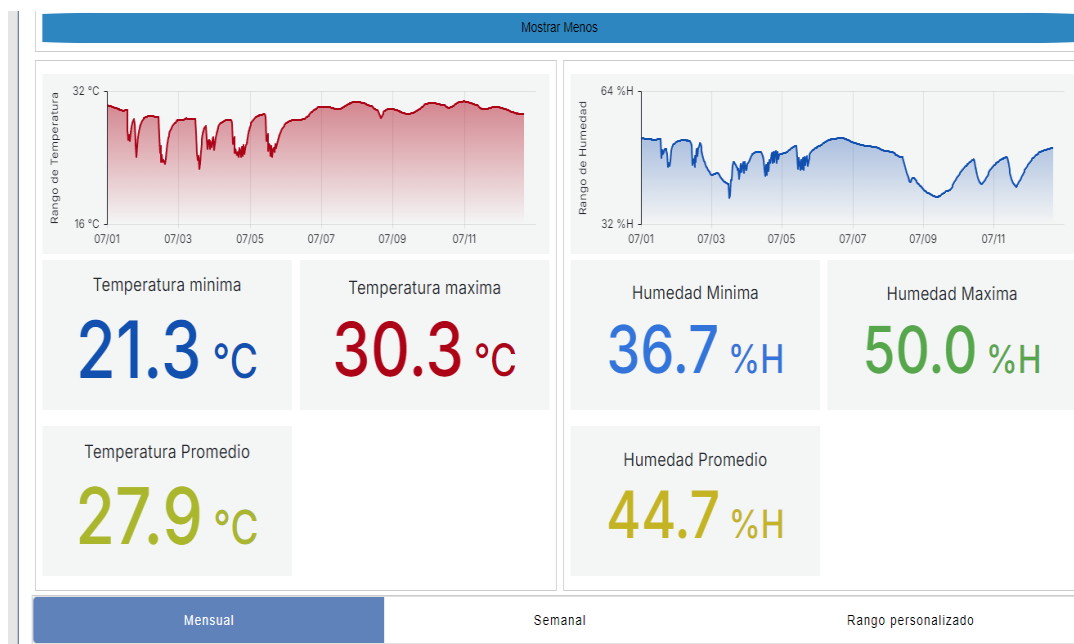 Mostrar Menos
Rango de Temperatura
32 °C
16 °C
07/01 07/03 07/05 07/07 07/09 07/11
Rango de Humedad
64 %H
32 %H
07/01 07/03 07/05 07/07 07/09 07/11
Temperatura minima
21.3 °C
Temperatura maxima
30.3 °C
Humedad Minima
36.7 %H
Humedad Maxima
50.0 %H
Temperatura Promedio
27.9 °C
Humedad Promedio
44.7 %H
Mensual Semanal Rango personalizado